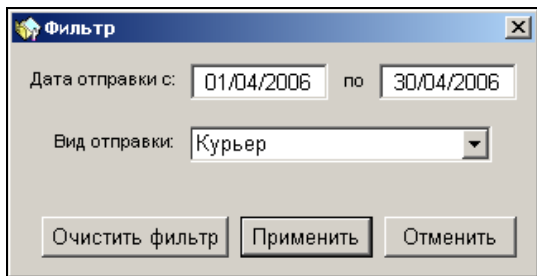 Фильтр
Дата отправки с: 01/04/2006 по 30/04/2006
Вид отправки: Курьер
Очистить фильтр Применить Отменить